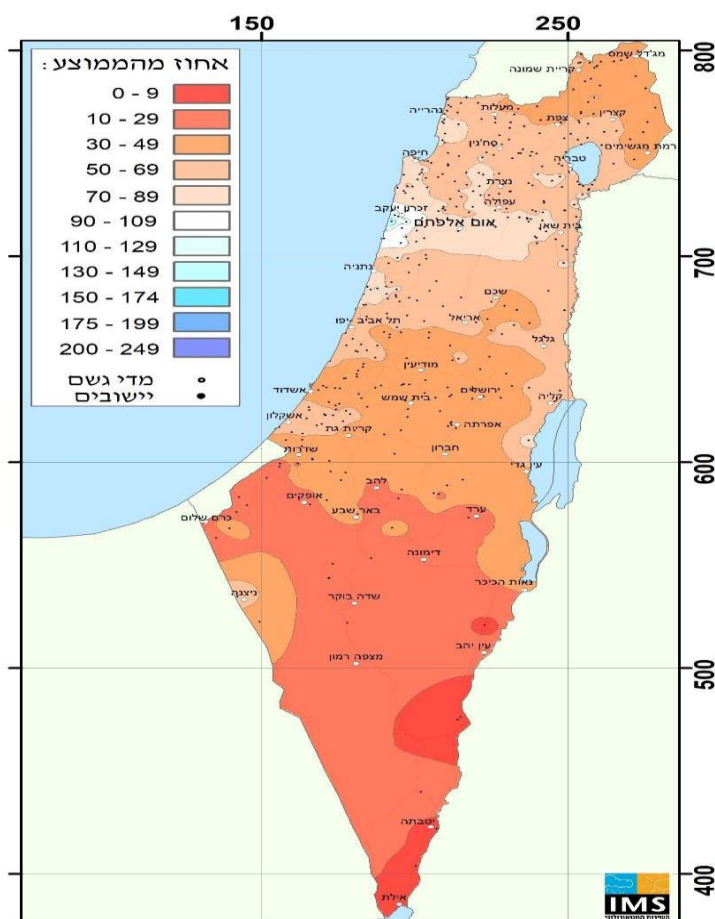 150
250
800
700
600
500
400
אחוז מהממוצע :
0 - 9
10 - 29
30 - 49
50 - 69
70 - 89
90 - 109
110 - 129
130 - 149
150 - 174
175 - 199
200 - 249
מדי גשם
יישובים
מג'דל שמס
קריית שמונה
נהרייה
מעלות
צפת
קצרין
סח'נין
רמת מגשימים
חיפה
טבריה
נצרת
זכרון יעקב
עפולה
אום אלפחם
בית שאן
נתניה
שכם
תל אביב - יפו
אריאל
גלגל
מודיעין
אשדוד
בית שמש
ירושלים
קליה
אשקלון
קרית גת
אפרתה
שדרות
חברון
עין גדי
להב
אופקים
כרם שלום
באר שבע
ערד
דימונה
נאות הכיכר
ניצנה
שדה בוקר
עין יהב
מצפה רמון
יטבתה
אילת
IMS
השירות המטאורולוגי